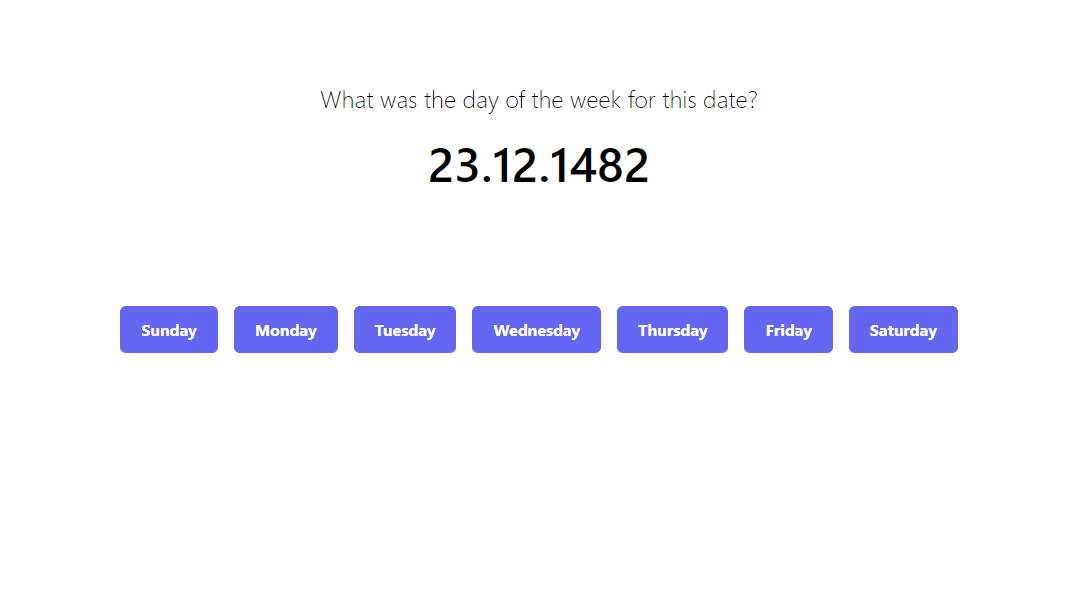 What was the day of the week for this date?
23.12.1482
Sunday Monday Tuesday Wednesday Thursday Friday Saturday